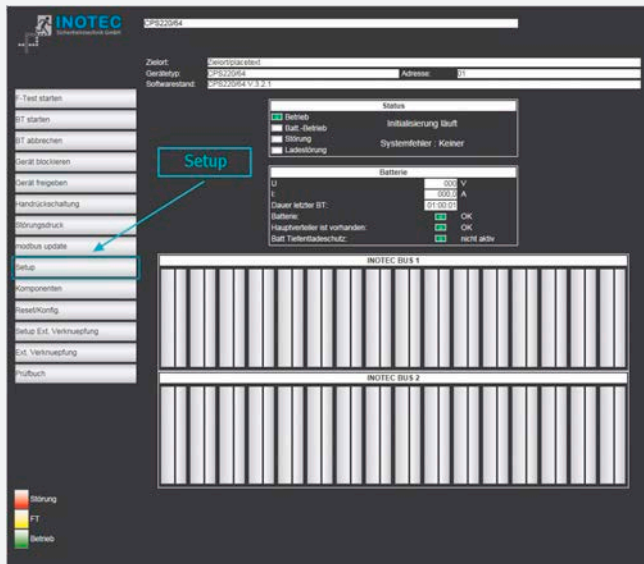 INOTEC
Sicherheitstechnik GmbH
CPS220/64
Zielort: Zielort/placetext
Gerätetyp: CPS220/64 Adresse: 01
Softwarestand: CPS220/64 V:3.2.1
F-Test starten
BT starten
BT abbrechen
Gerät blockieren
Gerät freigeben
Handrückschaltung
Störungsdruck
modbus update
Setup
Komponenten
Reset/Konfig.
Setup Ext. Verknuepfung
Ext. Verknuepfung
Prüfbuch
Setup
Status
Betrieb
Batt.-Betrieb
Störung
Ladestörung
Initialisierung läuft
Systemfehler : Keiner
Batterie
U 000 V
I: 000,0 A
Dauer letzter BT: 01:00:01
Batterie: OK
Hauptverteiler ist vorhanden: OK
Batt Tiefentladeschutz: nicht aktiv
INOTEC BUS 1
INOTEC BUS 2
Störung
FT
Betrieb